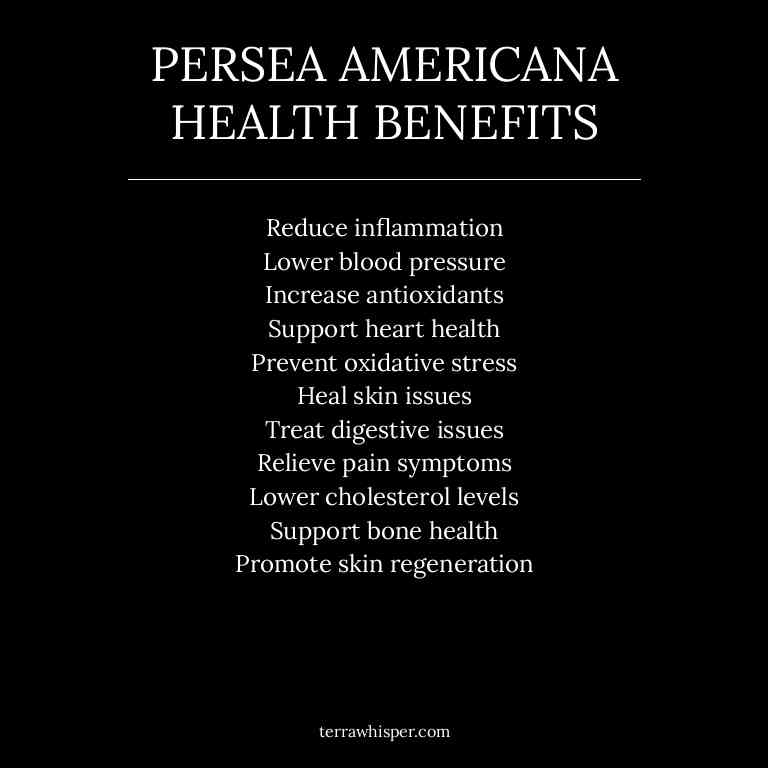 PERSEA AMERICANA
HEALTH BENEFITS
Reduce inflammation
Lower blood pressure
Increase antioxidants
Support heart health
Prevent oxidative stress
Heal skin issues
Treat digestive issues
Relieve pain symptoms
Lower cholesterol levels
Support bone health
Promote skin regeneration
terrawhisper.com